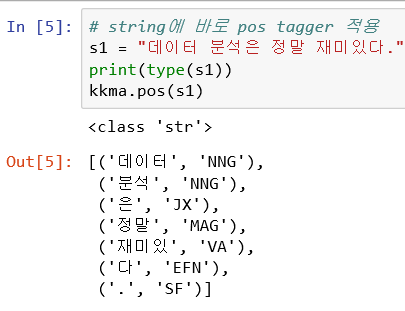 In [5]: # string에 바로 pos tagger 적용
s1 = "데이터 분석은 정말 재미있다."
print(type(s1))
kkma.pos(s1)
<class 'str'>
Out[5]: [('데이터', 'NNG'),
('분석', 'NNG'),
('은', 'JX'),
('정말', 'MAG'),
('재미있', 'VA'),
('다', 'EFN'),
('.', 'SF')]